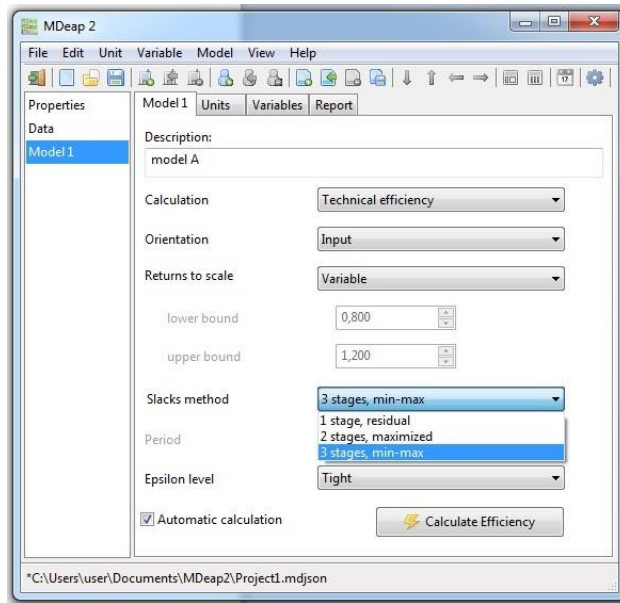 MDeap 2
File Edit Unit Variable Model View Help
17
Properties
Data
Model 1
Model 1 Units Variables Report
Description:
model A
Calculation Technical efficiency
Orientation Input
Returns to scale Variable
lower bound 0,800
upper bound 1,200
Slacks method 3 stages, min-max
1 stage, residual
2 stages, maximized
3 stages, min-max
Period
Epsilon level Tight
Automatic calculation Calculate Efficiency
*C:\Users\user\Documents\MDeap2\Project1.mdjson